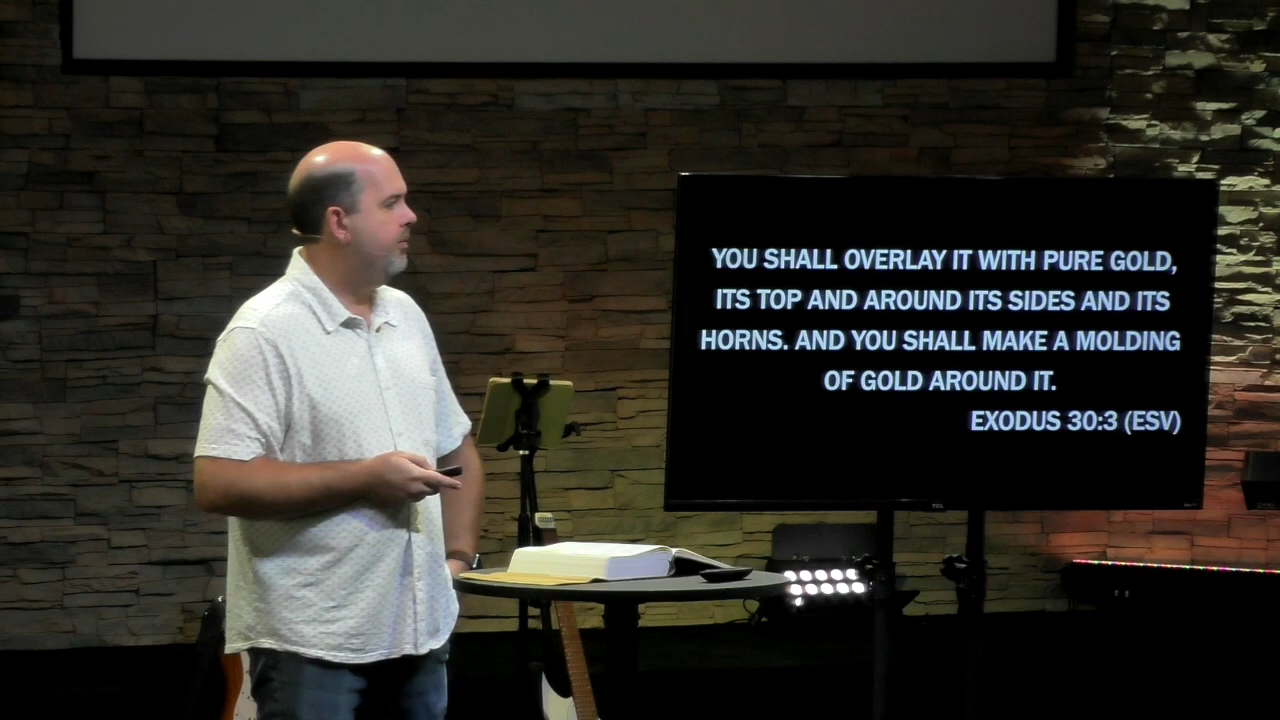 YOU SHALL OVERLAY IT WITH PURE GOLD,
ITS TOP AND AROUND ITS SIDES AND ITS
HORNS. AND YOU SHALL MAKE A MOLDING
OF GOLD AROUND IT.
EXODUS 30:3 (ESV)
TCL